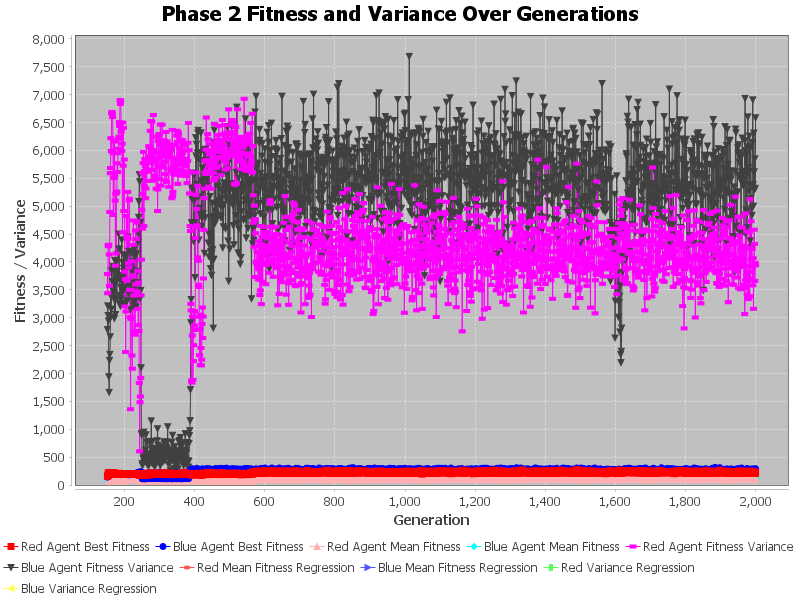 Phase 2 Fitness and Variance Over Generations
8,000
7,500
7,000
6,500
6,000
5,500
5,000
4,500
4,000
3,500
3,000
2,500
2,000
1,500
1,000
500
0
Fitness / Variance
200 400 600 800 1,000 1,200 1,400 1,600 1,800 2,000
Generation
Red Agent Best Fitness Blue Agent Best Fitness Red Agent Mean Fitness Blue Agent Mean Fitness Red Agent Fitness Variance
Blue Agent Fitness Variance Red Mean Fitness Regression Blue Mean Fitness Regression Red Variance Regression
Blue Variance Regression